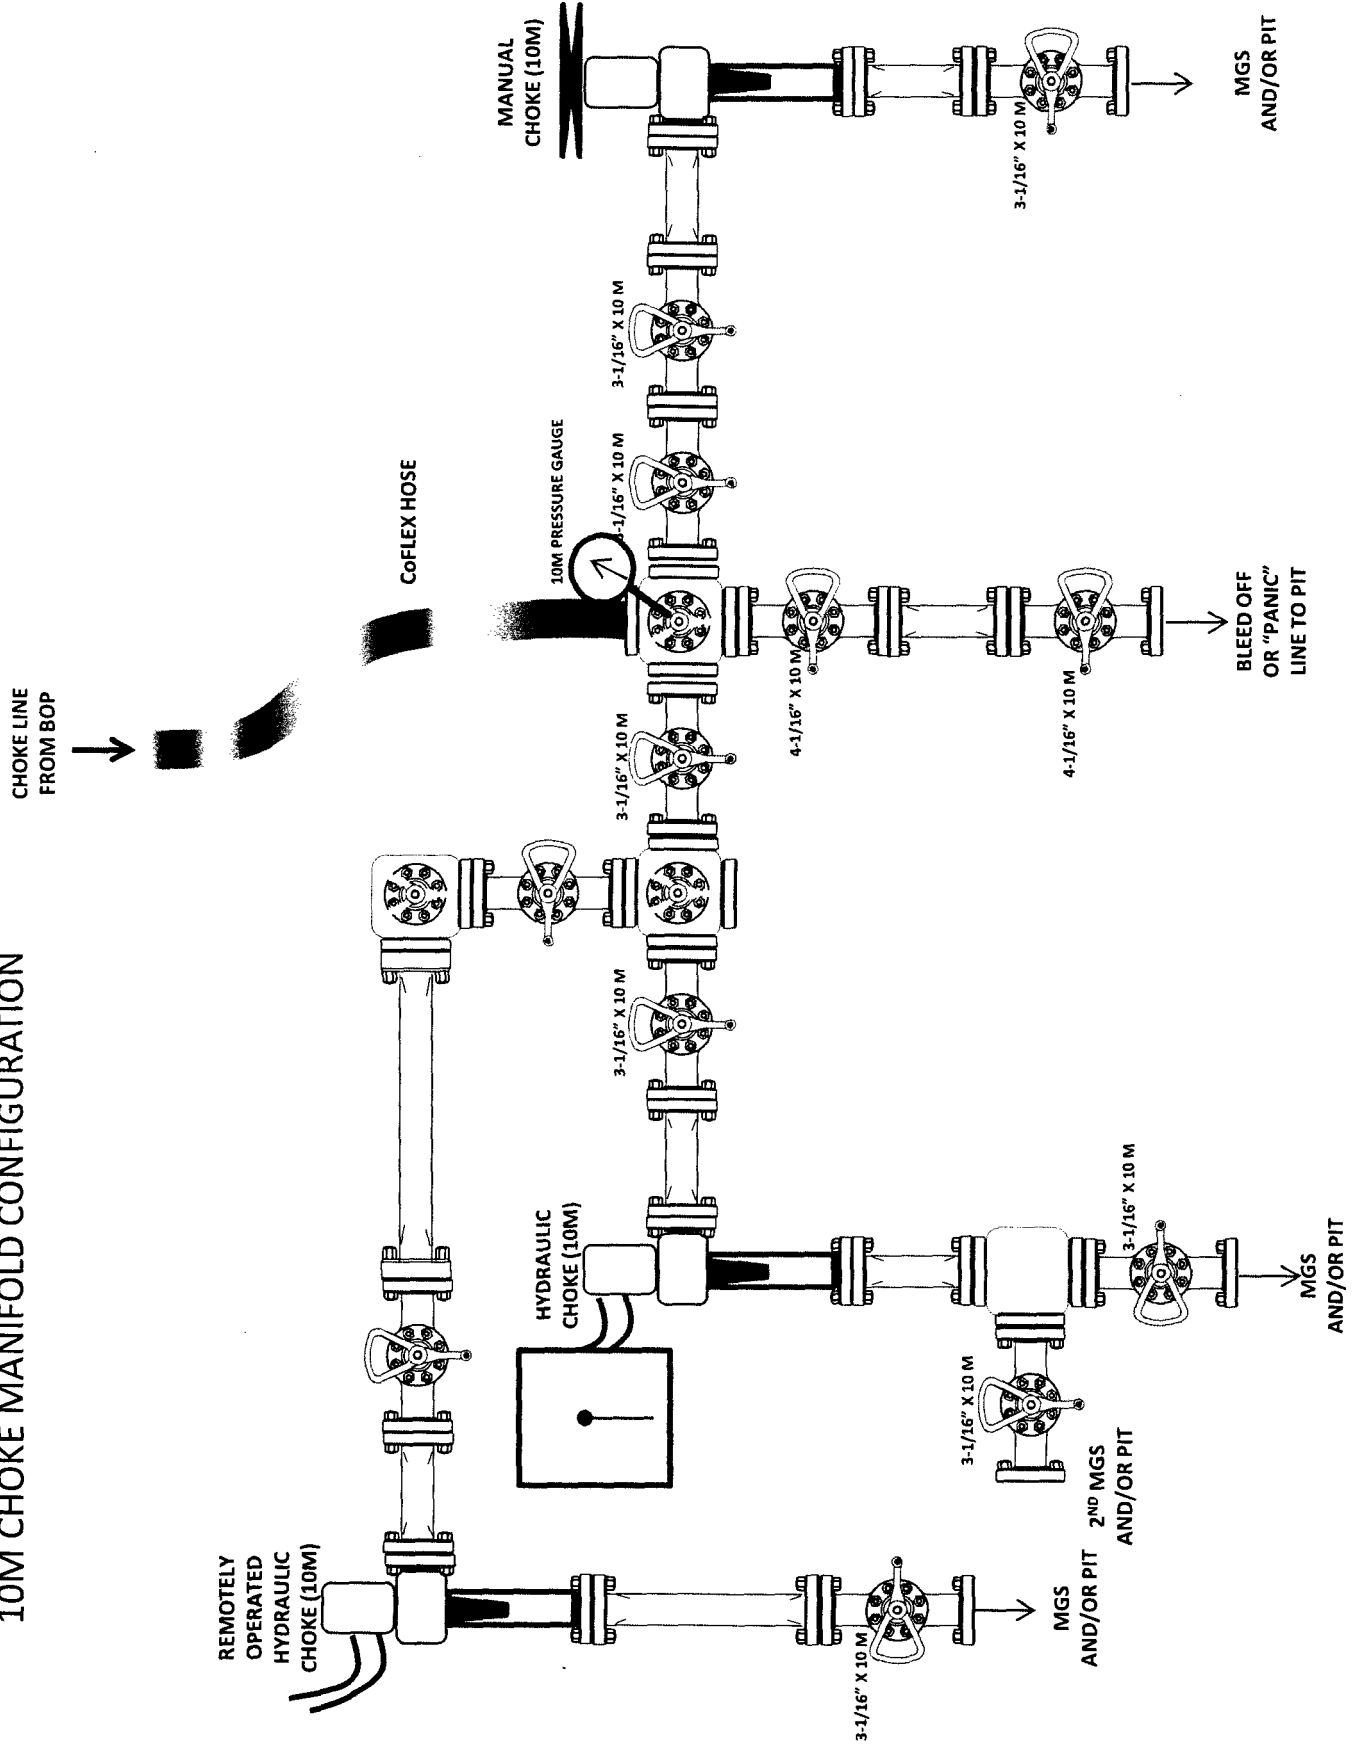 10M CHOKE MANIFOLD CONFIGURATION
CHOKE LINE
FROM BOP
CoFLEX HOSE
10M PRESSURE GAUGE
MANUAL
CHOKE (10M)
3-1/16" X 10 M
3-1/16" X 10 M
3-1/16" X 10 M
MGS
AND/OR PIT
3-1/16" X 10 M
4-1/16" X 10 M
4-1/16" X 10 M
BLEED OFF
OR "PANIC"
LINE TO PIT
3-1/16" X 10 M
HYDRAULIC
CHOKE (10M)
3-1/16" X 10 M
MGS
AND/OR PIT
3-1/16" X 10 M
2ND MGS
AND/OR PIT
REMOTELY
OPERATED
HYDRAULIC
CHOKE (10M)
3-1/16" X 10 M
MGS
AND/OR PIT